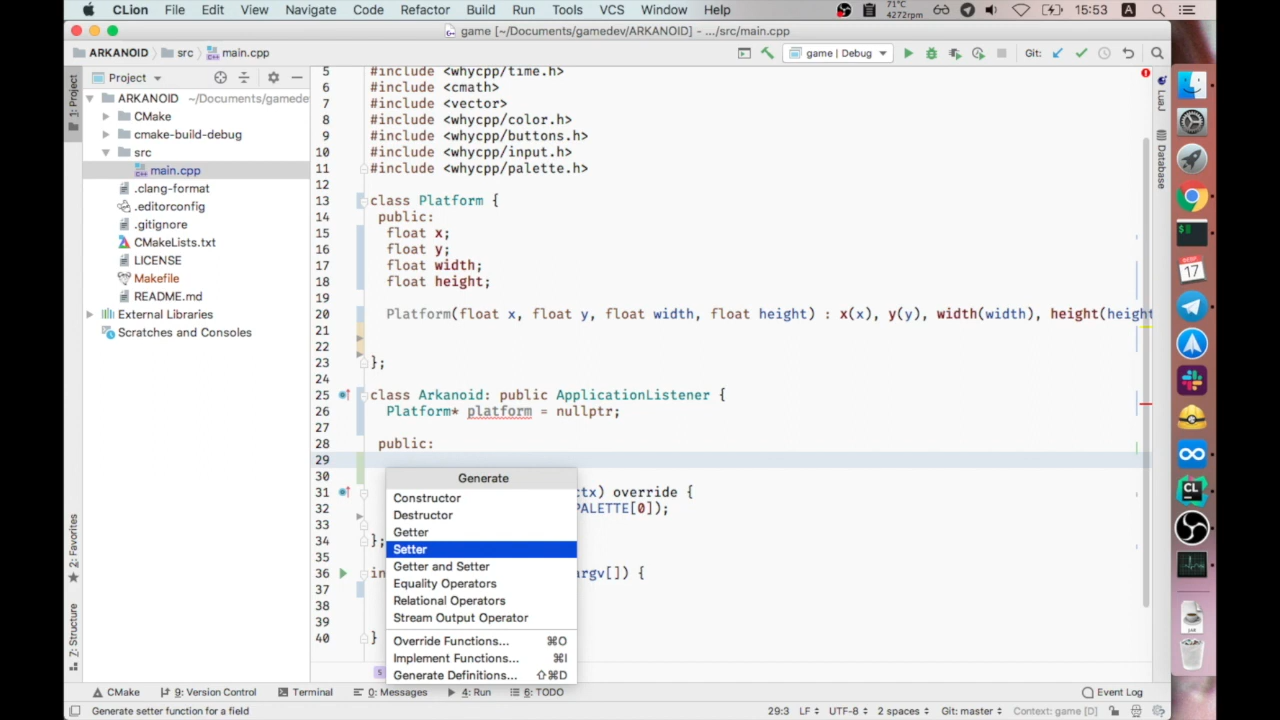 CLion File Edit View Navigate Code Refactor Build Run Tools VCS Window Help 71°C 4272rpm 15:53 A
game [~/Documents/gamedev/ARKANOID] - .../src/main.cpp
ARKANOID src main.cpp game | Debug Git:
1: Project
Project
ARKANOID ~/Documents/gamede
CMake
cmake-build-debug
src
main.cpp
.clang-format
.editorconfig
.gitignore
CMakeLists.txt
LICENSE
Makefile
README.md
External Libraries
Scratches and Consoles
2: Favorites
7: Structure
5 #include <whycpp/time.h>
6 #include <cmath>
7 #include <vector>
8 #include <whycpp/color.h>
9 #include <whycpp/buttons.h>
10 #include <whycpp/input.h>
11 #include <whycpp/palette.h>
12
13 class Platform {
14 public:
15 float x;
16 float y;
17 float width;
18 float height;
19
20 Platform(float x, float y, float width, float height) : x(x), y(y), width(width), height(height
21
22
23 };
24
25 class Arkanoid: public ApplicationListener {
26 Platform* platform = nullptr;
27
28 public:
29
30
31 ctx) override {
32 PALETTE[0]);
33
34 };
35
36 in argv[]) {
37
38
39
40 }
Generate
Constructor
Destructor
Getter
Setter
Getter and Setter
Equality Operators
Relational Operators
Stream Output Operator
Override Functions... ⌘O
Implement Functions... ⌘I
Generate Definitions... ⇧⌘D
LuaJ
Database
17
CL
CMake 9: Version Control Terminal 0: Messages 4: Run 6: TODO Event Log
Generate setter function for a field 29:3 LF UTF-8 2 spaces Git: master Context: game [D]